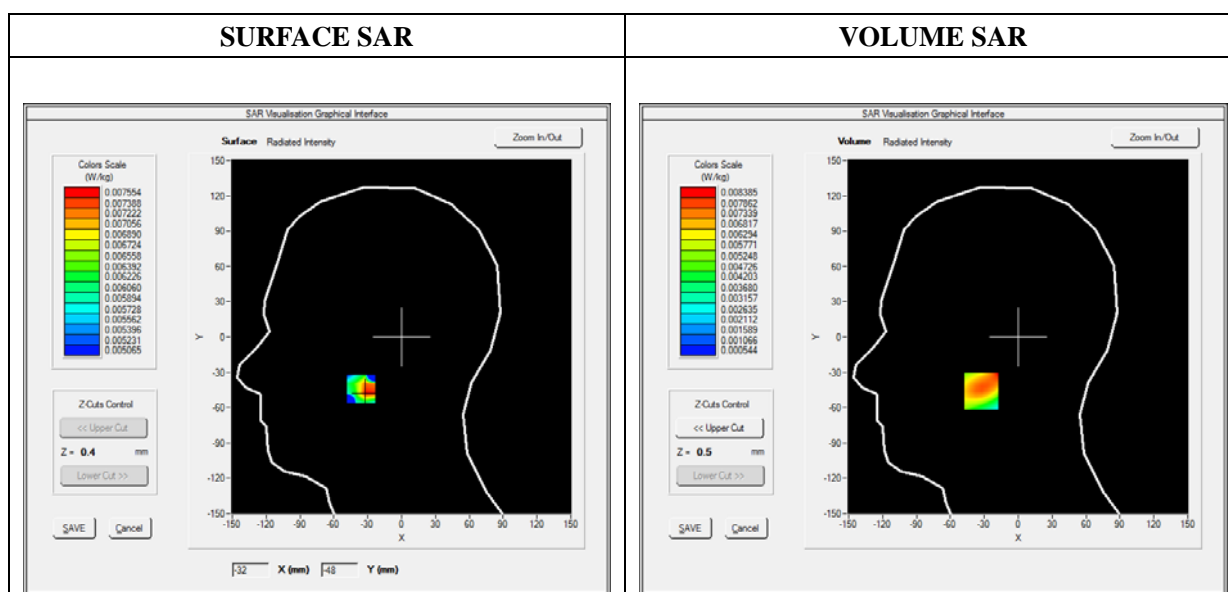 SURFACE SAR
VOLUME SAR
SAR Visualisation Graphical Interface
Surface Radiated Intensity
Zoom In/Out
Colors Scale
(W/kg)
0.007554
0.007388
0.007222
0.007056
0.006890
0.006724
0.006558
0.006392
0.006226
0.006060
0.005894
0.005728
0.005562
0.005396
0.005231
0.005065
Z-Cuts Control
<< Upper Cut
Z = 0.4 mm
Lower Cut >>
SAVE Cancel
150
120
90
60
30
0
-30
-60
-90
-120
-150
Y
-150 -120 -90 -60 -30 0 30 60 90 120 150
X
-32 X (mm) -48 Y (mm)
SAR Visualisation Graphical Interface
Volume Radiated Intensity
Zoom In/Out
Colors Scale
(W/kg)
0.008385
0.007862
0.007339
0.006817
0.006294
0.005771
0.005248
0.004726
0.004203
0.003680
0.003157
0.002635
0.002112
0.001589
0.001066
0.000544
Z-Cuts Control
<< Upper Cut
Z = 0.5 mm
Lower Cut >>
SAVE Cancel
150
120
90
60
30
0
-30
-60
-90
-120
-150
Y
-150 -120 -90 -60 -30 0 30 60 90 120 150
X